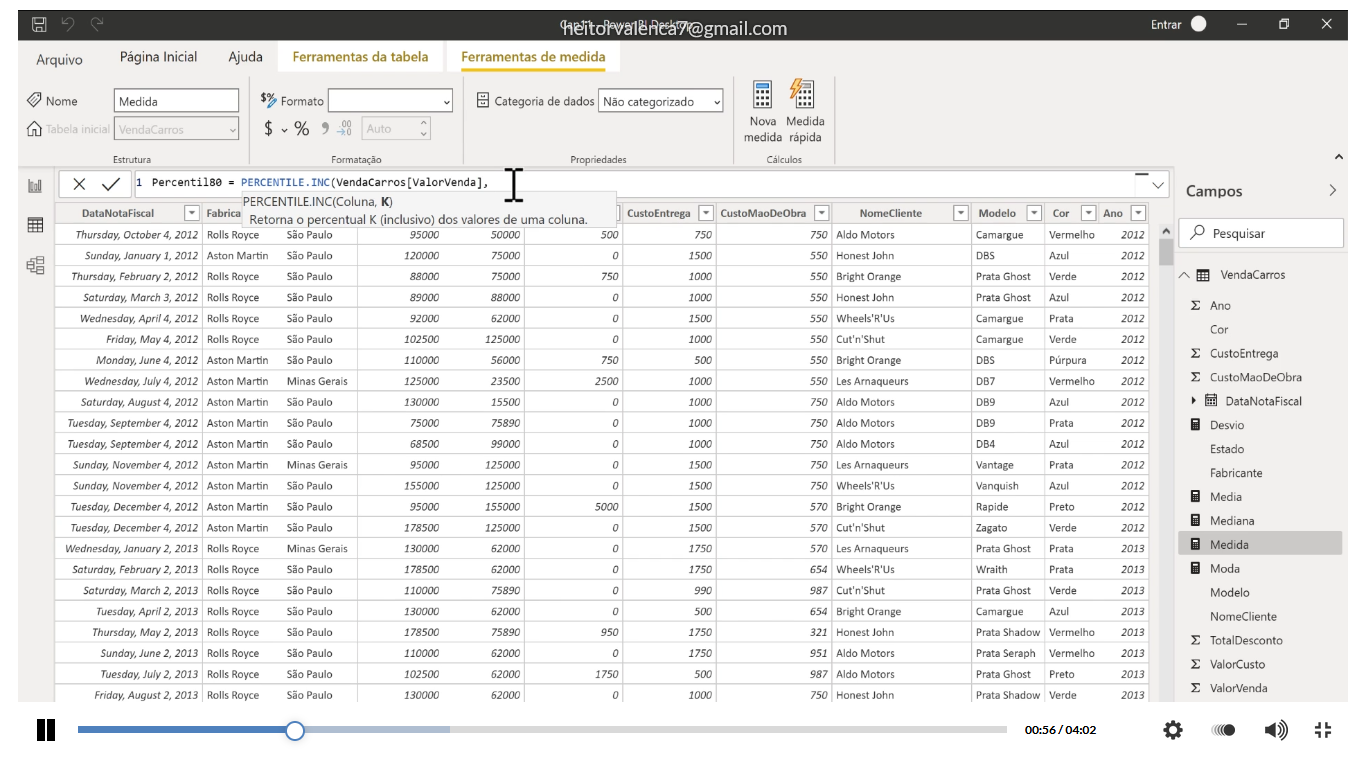 heitorvalenca7@gmail.com
Entrar
Arquivo Página Inicial Ajuda Ferramentas da tabela Ferramentas de medida
Nome Medida $% Formato Categoria de dados Não categorizado
Tabela inicial VendaCarros $ % 9 .00 →0 Auto Nova medida Medida rápida
Estrutura Formatação Propriedades Cálculos
1 Percentil80 = PERCENTILE.INC(VendaCarros[ValorVenda],
PERCENTILE.INC(Coluna, K)
Retorna o percentual K (inclusivo) dos valores de uma coluna.
DataNotaFiscal Fabrica CustoEntrega CustoMaoDeObra NomeCliente Modelo Cor Ano
Thursday, October 4, 2012 Rolls Royce São Paulo 95000 50000 500 750 750 Aldo Motors Camargue Vermelho 2012
Sunday, January 1, 2012 Aston Martin São Paulo 120000 75000 0 1500 550 Honest John DBS Azul 2012
Thursday, February 2, 2012 Rolls Royce São Paulo 88000 75000 750 1000 550 Bright Orange Prata Ghost Verde 2012
Saturday, March 3, 2012 Rolls Royce São Paulo 89000 88000 0 1000 550 Honest John Prata Ghost Azul 2012
Wednesday, April 4, 2012 Rolls Royce São Paulo 92000 62000 0 1500 550 Wheels'R'Us Camargue Prata 2012
Friday, May 4, 2012 Rolls Royce São Paulo 102500 125000 0 1000 550 Cut'n'Shut Camargue Verde 2012
Monday, June 4, 2012 Aston Martin São Paulo 110000 56000 750 500 550 Bright Orange DBS Púrpura 2012
Wednesday, July 4, 2012 Aston Martin Minas Gerais 125000 23500 2500 1000 550 Les Arnaqueurs DB7 Vermelho 2012
Saturday, August 4, 2012 Aston Martin São Paulo 130000 15500 0 1000 750 Aldo Motors DB9 Azul 2012
Tuesday, September 4, 2012 Aston Martin São Paulo 75000 75890 0 1000 750 Aldo Motors DB9 Prata 2012
Tuesday, September 4, 2012 Aston Martin São Paulo 68500 99000 0 1000 750 Aldo Motors DB4 Azul 2012
Sunday, November 4, 2012 Aston Martin Minas Gerais 95000 125000 0 1500 750 Les Arnaqueurs Vantage Prata 2012
Sunday, November 4, 2012 Aston Martin São Paulo 155000 125000 0 1500 750 Wheels'R'Us Vanquish Azul 2012
Tuesday, December 4, 2012 Aston Martin São Paulo 95000 155000 5000 1500 570 Bright Orange Rapide Preto 2012
Tuesday, December 4, 2012 Aston Martin São Paulo 178500 125000 0 1500 570 Cut'n'Shut Zagato Verde 2012
Wednesday, January 2, 2013 Rolls Royce Minas Gerais 130000 62000 0 1750 570 Les Arnaqueurs Prata Ghost Prata 2013
Saturday, February 2, 2013 Rolls Royce São Paulo 178500 62000 0 1750 654 Wheels'R'Us Wraith Prata 2013
Saturday, March 2, 2013 Rolls Royce São Paulo 110000 75890 0 990 987 Cut'n'Shut Prata Ghost Verde 2013
Tuesday, April 2, 2013 Rolls Royce São Paulo 130000 62000 0 500 654 Bright Orange Camargue Azul 2013
Thursday, May 2, 2013 Rolls Royce São Paulo 178500 75890 950 1750 321 Honest John Prata Shadow Vermelho 2013
Sunday, June 2, 2013 Rolls Royce São Paulo 110000 62000 0 1750 951 Aldo Motors Prata Seraph Vermelho 2013
Tuesday, July 2, 2013 Rolls Royce São Paulo 102500 62000 1750 500 987 Aldo Motors Prata Ghost Preto 2013
Friday, August 2, 2013 Rolls Royce São Paulo 130000 62000 0 1000 750 Honest John Prata Shadow Verde 2013
Campos
Pesquisar
VendaCarros
Σ Ano
Cor
Σ CustoEntrega
Σ CustoMaoDeObra
DataNotaFiscal
Desvio
Estado
Fabricante
Media
Mediana
Medida
Moda
Modelo
NomeCliente
Σ TotalDesconto
Σ ValorCusto
Σ ValorVenda
00:56 / 04:02